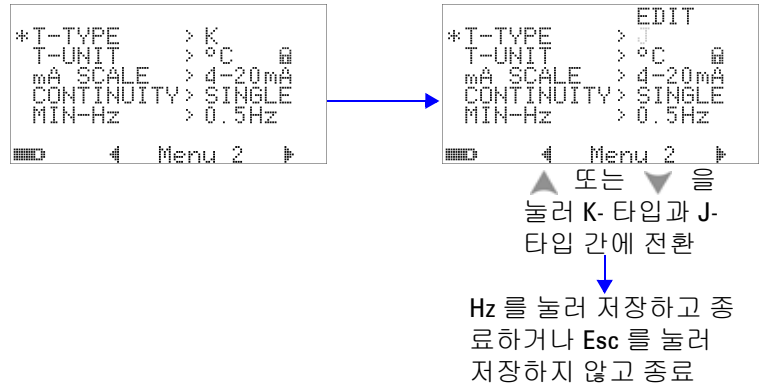 *T-TYPE > K
T-UNIT > °C
mA SCALE > 4-20mA
CONTINUITY> SINGLE
MIN-Hz > 0.5Hz
Menu 2
EDIT
*T-TYPE > J
T-UNIT > °C
mA SCALE > 4-20mA
CONTINUITY> SINGLE
MIN-Hz > 0.5Hz
Menu 2
▲ 또는 ▼ 을
눌러 K- 타입과 J-
타입 간에 전환
Hz 를 눌러 저장하고 종
료하거나 Esc 를 눌러
저장하지 않고 종료